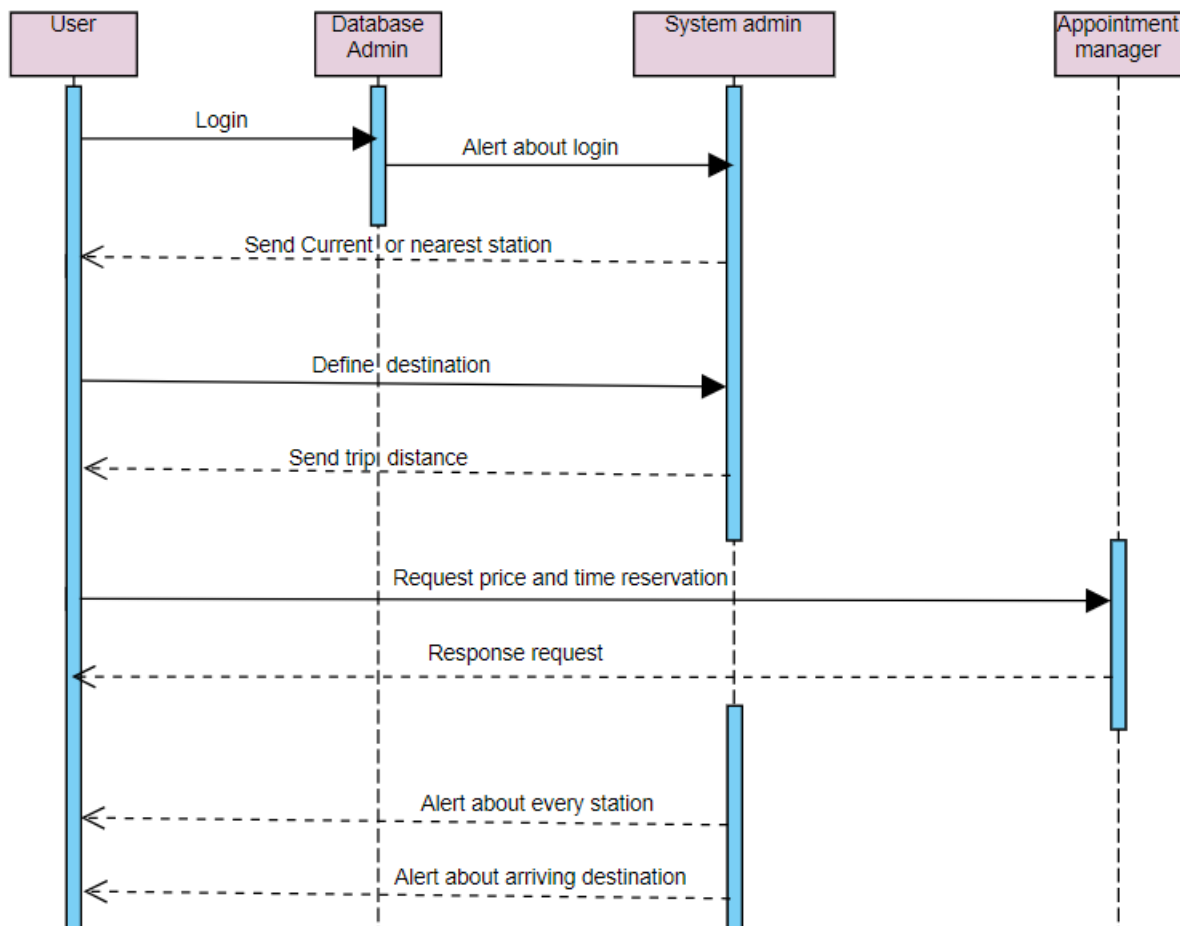 User
Database
Admin
System admin
Appointment
manager
Login
Alert about login
Send Current or nearest station
Define destination
Send trip distance
Request price and time reservation
Response request
Alert about every station
Alert about arriving destination